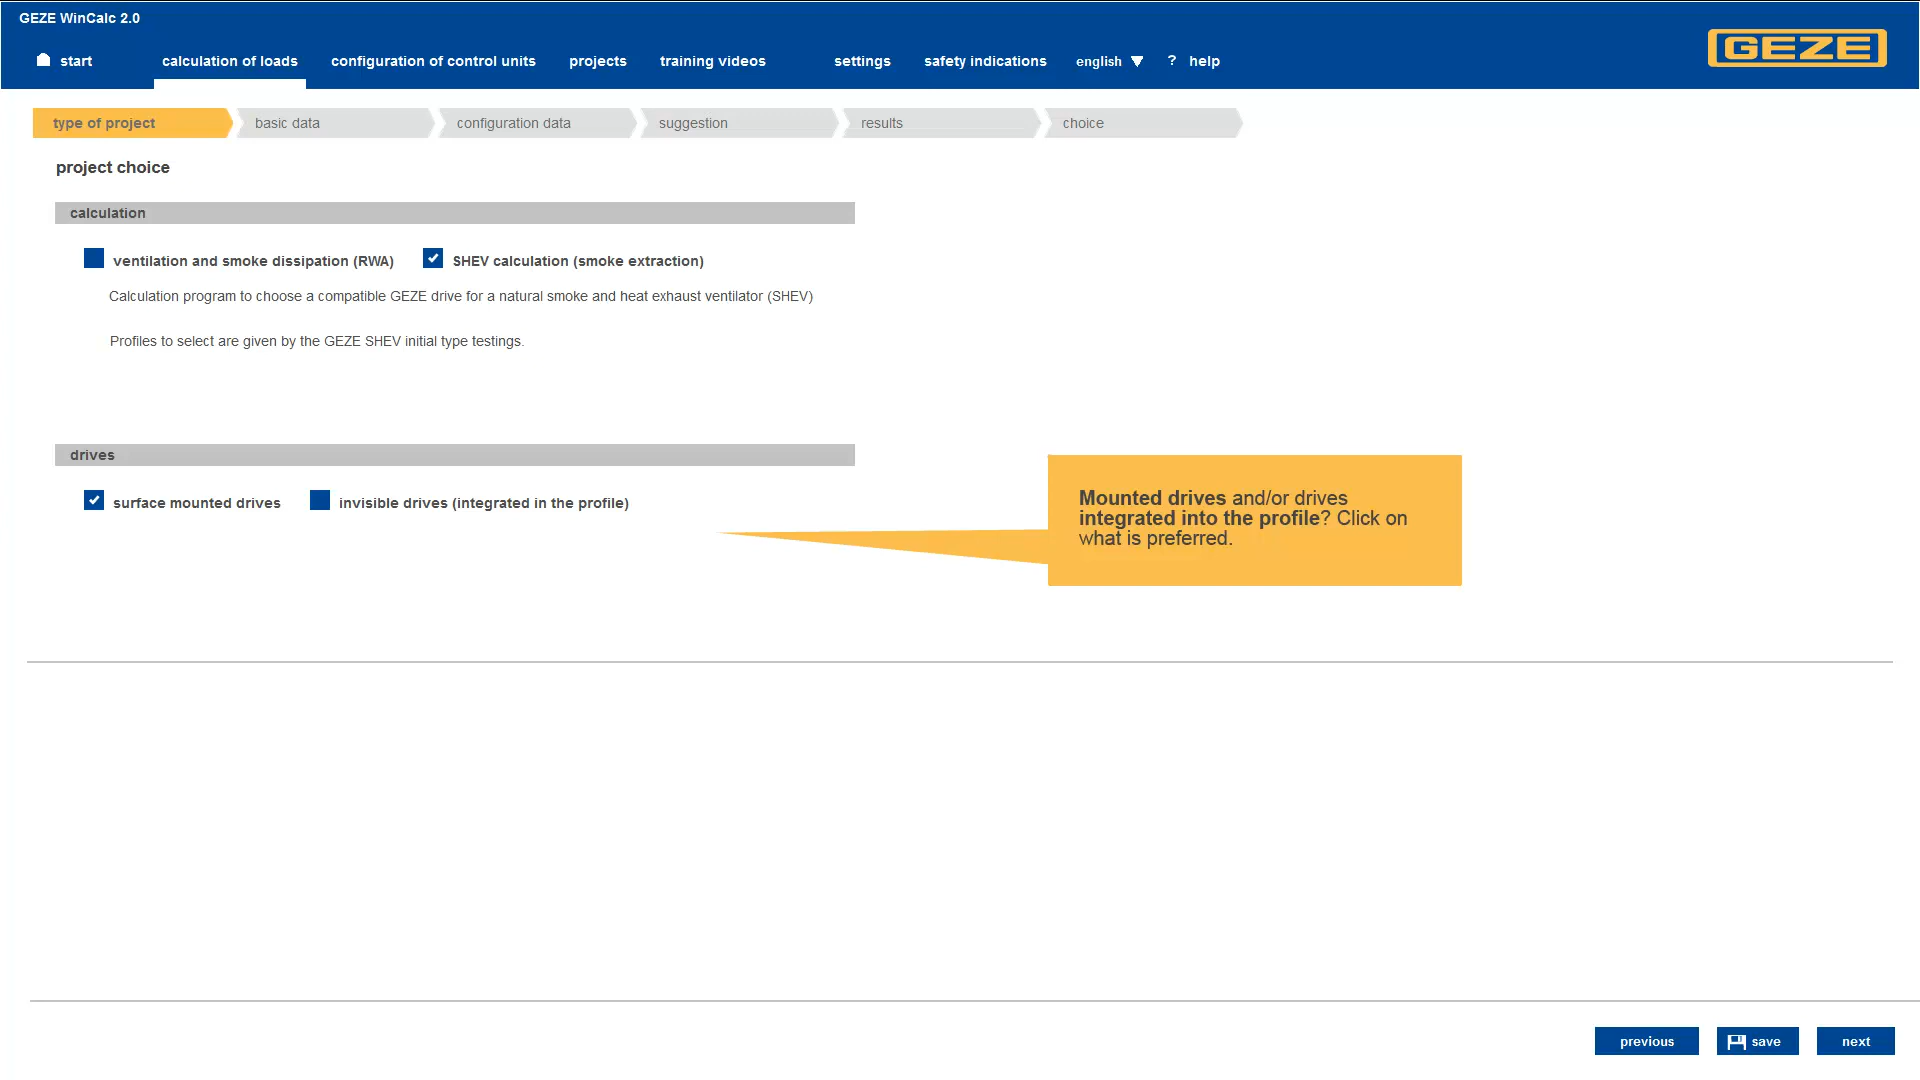 GEZE WinCalc 2.0
start
calculation of loads
configuration of control units
projects
training videos
settings
safety indications
english
? help
GEZE
type of project
basic data
configuration data
suggestion
results
choice
project choice
calculation
ventilation and smoke dissipation (RWA)
SHEV calculation (smoke extraction)
Calculation program to choose a compatible GEZE drive for a natural smoke and heat exhaust ventilator (SHEV)
Profiles to select are given by the GEZE SHEV initial type testings.
drives
surface mounted drives
invisible drives (integrated in the profile)
Mounted drives and/or drives
integrated into the profile? Click on
what is preferred.
previous
save
next